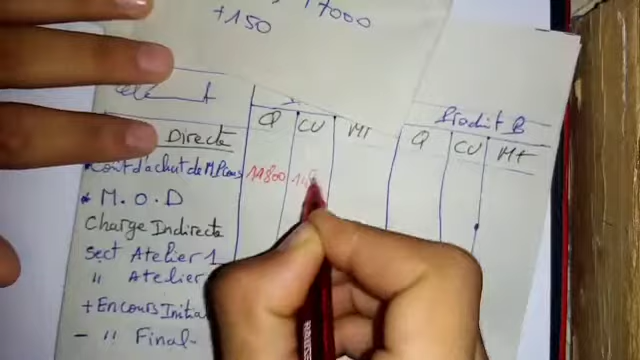 17000
+150
Produit B
Q CU MT Q CU MT
Directe
Coût d'achat de M. Prem 14800
* M.O.D
Charge Indirecte
Sect Atelier 1
" Atelier
+ En cours Initial
- " Final